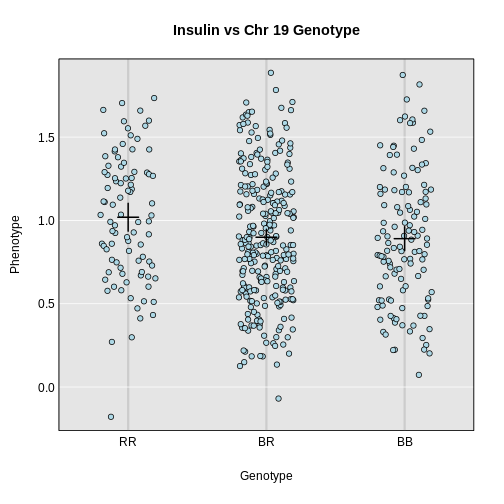 Insulin vs Chr 19 Genotype
Phenotype
1.5
1.0
0.5
0.0
RR BR BB
Genotype